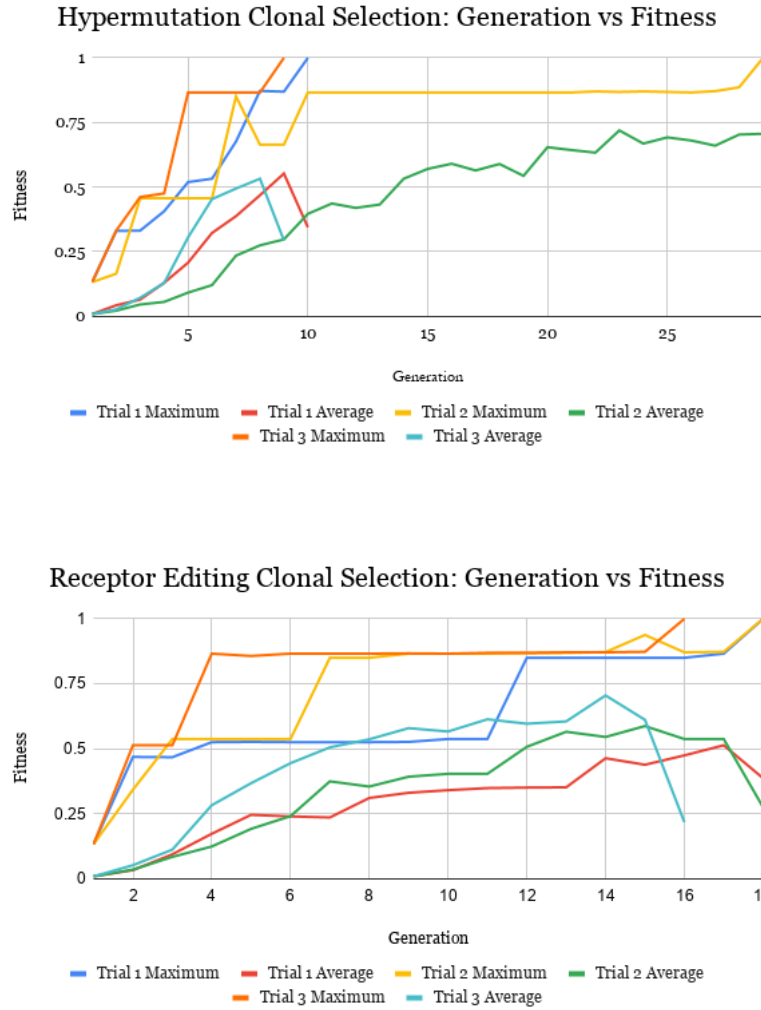 Hypermutation Clonal Selection: Generation vs Fitness
1
0.75
0.5
0.25
0
Fitness
5 10 15 20 25
Generation
Trial 1 Maximum Trial 1 Average Trial 2 Maximum Trial 2 Average
Trial 3 Maximum Trial 3 Average
Receptor Editing Clonal Selection: Generation vs Fitness
1
0.75
0.5
0.25
0
Fitness
2 4 6 8 10 12 14 16
Generation
Trial 1 Maximum Trial 1 Average Trial 2 Maximum Trial 2 Average
Trial 3 Maximum Trial 3 Average